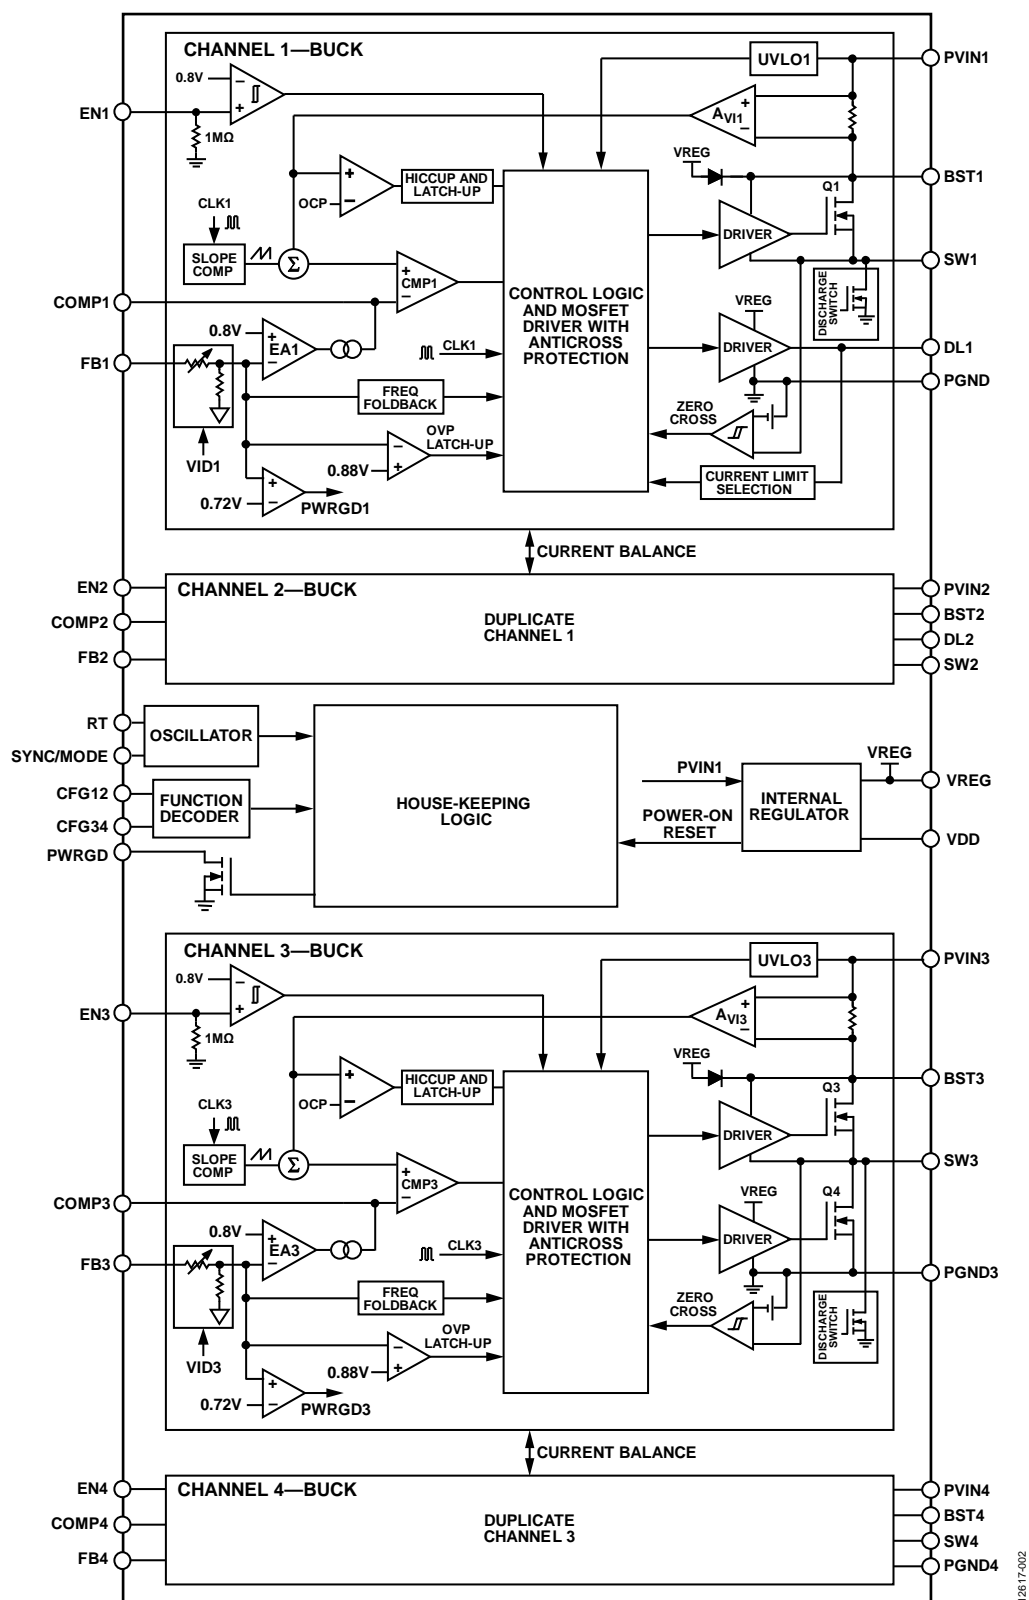 CHANNEL 1—BUCK
UVLO1
PVIN1
0.8V
EN1
1MΩ
AVI1
VREG
HICCUP AND
LATCH-UP
OCP
BST1
Q1
CLK1
DRIVER
SLOPE
COMP
Σ
CMP1
SW1
CONTROL LOGIC
AND MOSFET
DRIVER WITH
ANTICROSS
PROTECTION
DISCHARGE
SWITCH
COMP1
VREG
0.8V
EA1
CLK1
DRIVER
DL1
FB1
PGND
FREQ
FOLDBACK
ZERO
CROSS
OVP
LATCH-UP
VID1
0.88V
CURRENT LIMIT
SELECTION
0.72V
PWRGD1
CURRENT BALANCE
EN2
CHANNEL 2—BUCK
PVIN2
COMP2
DUPLICATE
CHANNEL 1
BST2
DL2
FB2
SW2
RT
OSCILLATOR
SYNC/MODE
VREG
PVIN1
CFG12
FUNCTION
DECODER
CFG34
HOUSE-KEEPING
LOGIC
INTERNAL
REGULATOR
VREG
POWER-ON
RESET
VDD
PWRGD
CHANNEL 3—BUCK
UVLO3
PVIN3
0.8V
EN3
1MΩ
AVI3
VREG
HICCUP AND
LATCH-UP
OCP
BST3
Q3
CLK3
DRIVER
SLOPE
COMP
Σ
CMP3
SW3
CONTROL LOGIC
AND MOSFET
DRIVER WITH
ANTICROSS
PROTECTION
COMP3
VREG
Q4
0.8V
EA3
CLK3
DRIVER
FB3
PGND3
FREQ
FOLDBACK
ZERO
CROSS
DISCHARGE
SWITCH
OVP
LATCH-UP
VID3
0.88V
0.72V
PWRGD3
CURRENT BALANCE
EN4
CHANNEL 4—BUCK
PVIN4
COMP4
DUPLICATE
CHANNEL 3
BST4
SW4
FB4
PGND4
12617-002